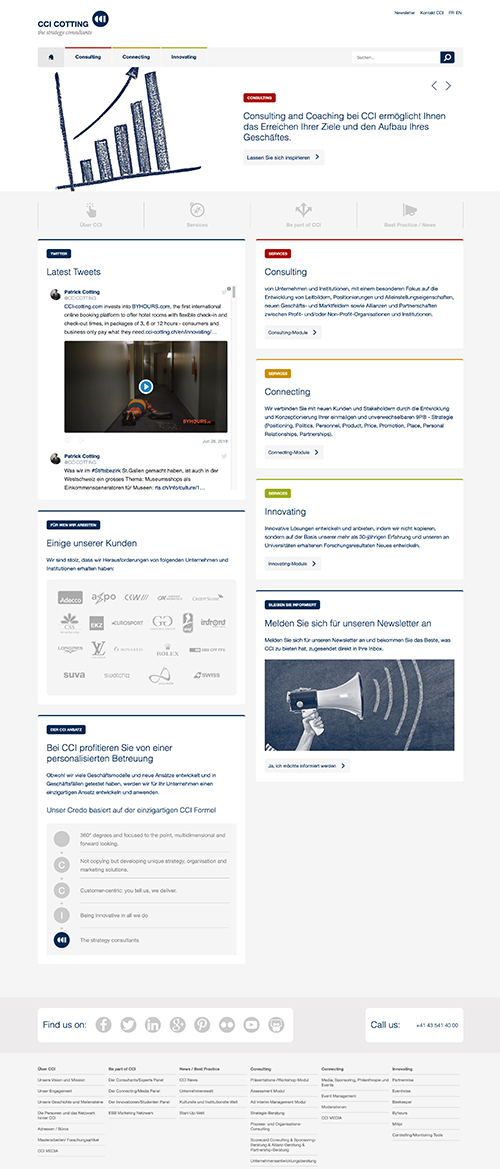 CCI COTTING
the strategy consultants
Newsletter Kontakt CCI FR EN
Consulting Connecting Innovating
Suchen...
CONSULTING
Consulting and Coaching bei CCI ermöglicht Ihnen
das Erreichen Ihrer Ziele und den Aufbau Ihres
Geschäftes.
Lassen Sie sich inspirieren
Über CCI Services Be part of CCI Best Practice / News
TWITTER
Latest Tweets
Patrick Cotting
@CCICOTTING
CCI-cotting.com invests into BYHOURS.com, the first international
online booking platform to offer hotel rooms with flexible check-in and
check-out times; in packages of 3, 6 or 12 hours - consumers and
business only pay what they need.cci-cotting.ch/en/innovating/…
BYHOURS
Jun 28, 2019
Patrick Cotting
@CCICOTTING
Was wir im #Stiftsbezirk St.Gallen gemacht haben, ist auch in der
Westschweiz ein grosses Thema: Museumsshops als
Einkommensgeneratoren für Museen: rts.ch/info/culture/1…
FÜR WEN WIR ARBEITEN
Einige unserer Kunden
Wir sind stolz, dass wir Herausforderungen von folgenden Unternehmen und
Institutionen erhalten haben:
Adecco axpo CCW
CSS EKZ EUROSPORT GO infront
LONGINES ROLEX SBB CFF FFS
suva swatch SWISS
DER CCI ANSATZ
Bei CCI profitieren Sie von einer
personalisierten Betreuung
Obwohl wir viele Geschäftsmodelle und neue Ansätze entwickelt und in
Geschäftsfällen getestet haben, werden wir für Ihr Unternehmen einen
einzigartigen Ansatz entwickeln und anwenden.
Unser Credo basiert auf der einzigartigen CCI Formel
360° degrees and focused to the point, multidimensional and
forward looking.
C
Not copying but developing unique strategy, organisation and
marketing solutions.
C
Customer-centric: you tell us, we deliver.
I
Being innovative in all we do
The strategy consultants
SERVICES
Consulting
von Unternehmen und Institutionen, mit einem besonderen Fokus auf die
Entwicklung von Leitbildern, Positionierungen und Alleinstellungseigenschaften,
neuen Geschäfts- und Marktfeldern sowie Allianzen und Partnerschaften
zwischen Profit- und/oder Non-Profit-Organisationen und Institutionen.
Consulting-Module
SERVICES
Connecting
Wir verbinden Sie mit neuen Kunden und Stakeholdern durch die Entwicklung
und Konzeptionierung Ihrer einmaligen und unverwechselbaren 9P® - Strategie
(Positioning, Politics, Personnel, Product, Price, Promotion, Place, Personal
Relationships, Partnerships).
Connecting-Module
SERVICES
Innovating
Innovative Lösungen entwickeln und anbieten, indem wir nicht kopieren,
sondern auf der Basis unserer mehr als 30-jährigen Erfahrung und unseren an
Universitäten erhaltenen Forschungsresultaten Neues entwickeln.
Innovating-Module
BLEIBEN SIE INFORMIERT
Melden Sie sich für unseren Newsletter an
Melden Sie sich für unseren Newsletter an und bekommen Sie das Beste, was
CCI zu bieten hat, zugesendet direkt in Ihre Inbox.
Ja, ich möchte informiert werden
Find us on:
Call us: +41 43 541 40 00
Über CCI
Unsere Vision und Mission
Unser Engagement
Unsere Geschichte und Meilensteine
Die Personen und das Netzwerk
hinter CCI
Adressen / Büros
Masterarbeiten/ Forschungsartikel
CCI MEDIA
Be part of CCI
Der Consultants/Experts Panel
Der Connecting/Media Panel
Der Innovationen/Studenten Panel
ESB Marketing Netzwerk
News / Best Practice
CCI News
Unternehmenswelt
Kulturelle und Institutionelle Welt
Start-Up-Welt
Consulting
Präsentations-/Workshop-Modul
Assessment Modul
Ad Interim Management Modul
Strategie-Beratung
Prozess- und Organisations-
Consulting
Scorecard Consulting & Sponsoring-
Beratung & Allianz-Beratung &
Partnership-Beratung
Unternehmensentwicklungsberatung
Connecting
Media, Sponsoring, Philanthropie und
Events
Event Management
Moderationen
CCI MEDIA
Innovating
Partnerwise
Eventwise
Beekeeper
Byhours
Mittel
Controlling/Monitoring Tools